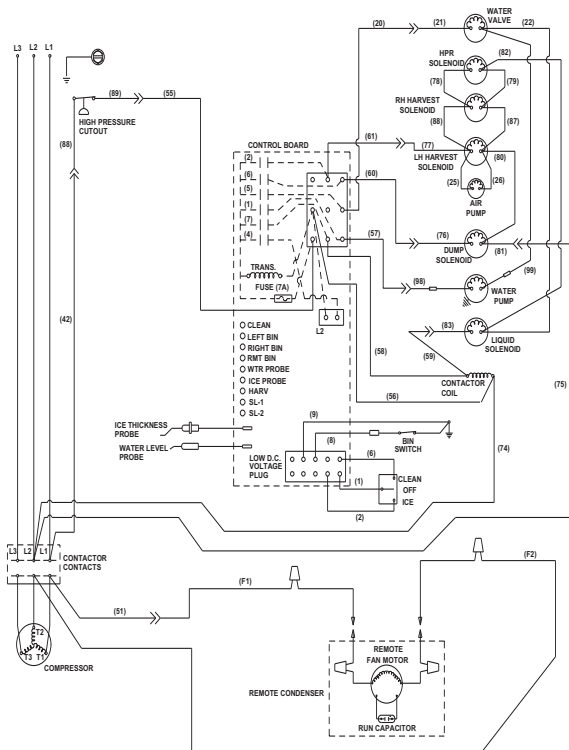 L3 L2 L1
(89) (55)
HIGH PRESSURE
CUTOUT
(88)
(42)
(20) (21) (22)
WATER
VALVE
HPR
SOLENOID
(82)
(78) (79)
RH HARVEST
SOLENOID
(88) (87)
(61) (77)
LH HARVEST
SOLENOID
(80)
(25) (26)
AIR
PUMP
(60)
(76)
DUMP
SOLENOID
(81)
(57)
(98)
(99)
WATER
PUMP
(83)
LIQUID
SOLENOID
(59)
(58)
(56)
CONTACTOR
COIL
(75)
(74)
CONTROL BOARD
(2)
(6)
(5)
(1)
(7)
(4)
TRANS.
FUSE (7A)
L2
CLEAN
LEFT BIN
RIGHT BIN
RMT BIN
WTR PROBE
ICE PROBE
HARV
SL-1
SL-2
ICE THICKNESS
PROBE
WATER LEVEL
PROBE
(9)
(8)
BIN
SWITCH
LOW D.C.
VOLTAGE
PLUG
(6)
(1)
(2)
CLEAN
OFF
ICE
L3 L2 L1
CONTACTOR
CONTACTS
(51)
(F1)
(F2)
T2
T3 T1
COMPRESSOR
REMOTE
FAN MOTOR
REMOTE CONDENSER
RUN CAPACITOR